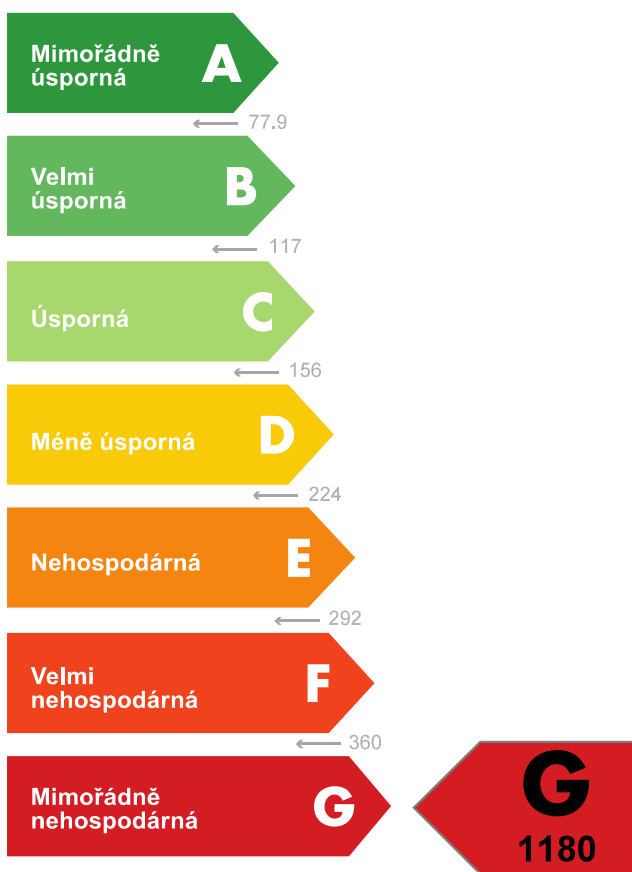 Mimořádně
úsporná
A
77.9
Velmi
úsporná
B
117
Úsporná
C
156
Méně úsporná
D
224
Nehospodárná
E
292
Velmi
nehospodárná
F
360
Mimořádně
nehospodárná
G
G
1180